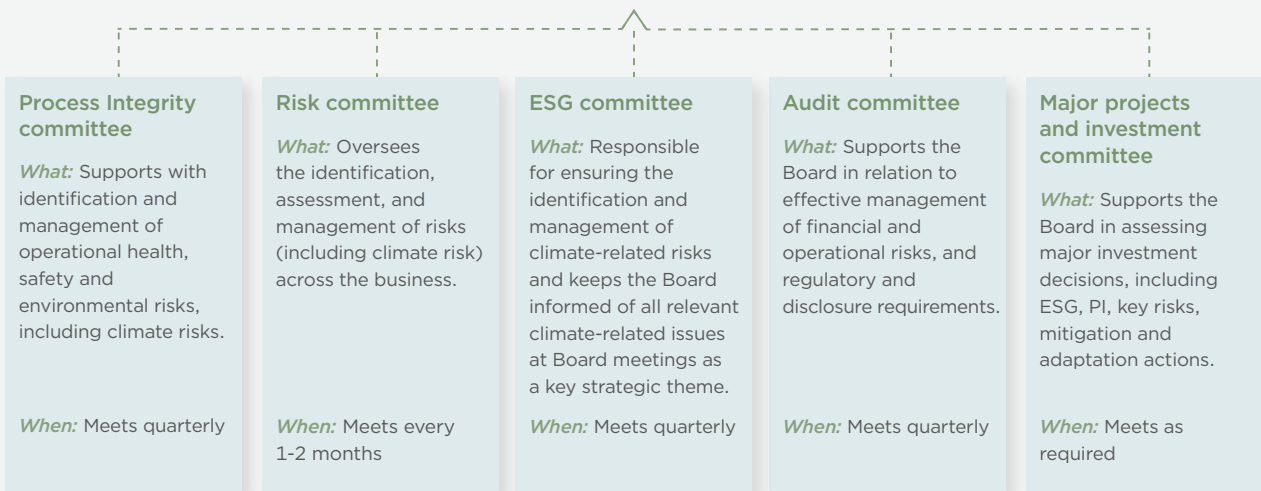 Process Integrity
committee
What: Supports with
identification and
management of
operational health,
safety and
environmental risks,
including climate risks.
When: Meets quarterly
Risk committee
What: Oversees
the identification,
assessment, and
management of risks
(including climate risk)
across the business.
When: Meets every
1-2 months
ESG committee
What: Responsible
for ensuring the
identification and
management of
climate-related risks
and keeps the Board
informed of all relevant
climate-related issues
at Board meetings as
a key strategic theme.
When: Meets quarterly
Audit committee
What: Supports the
Board in relation to
effective management
of financial and
operational risks, and
regulatory and
disclosure requirements.
When: Meets quarterly
Major projects
and investment
committee
What: Supports the
Board in assessing
major investment
decisions, including
ESG, PI, key risks,
mitigation and
adaptation actions.
When: Meets as
required